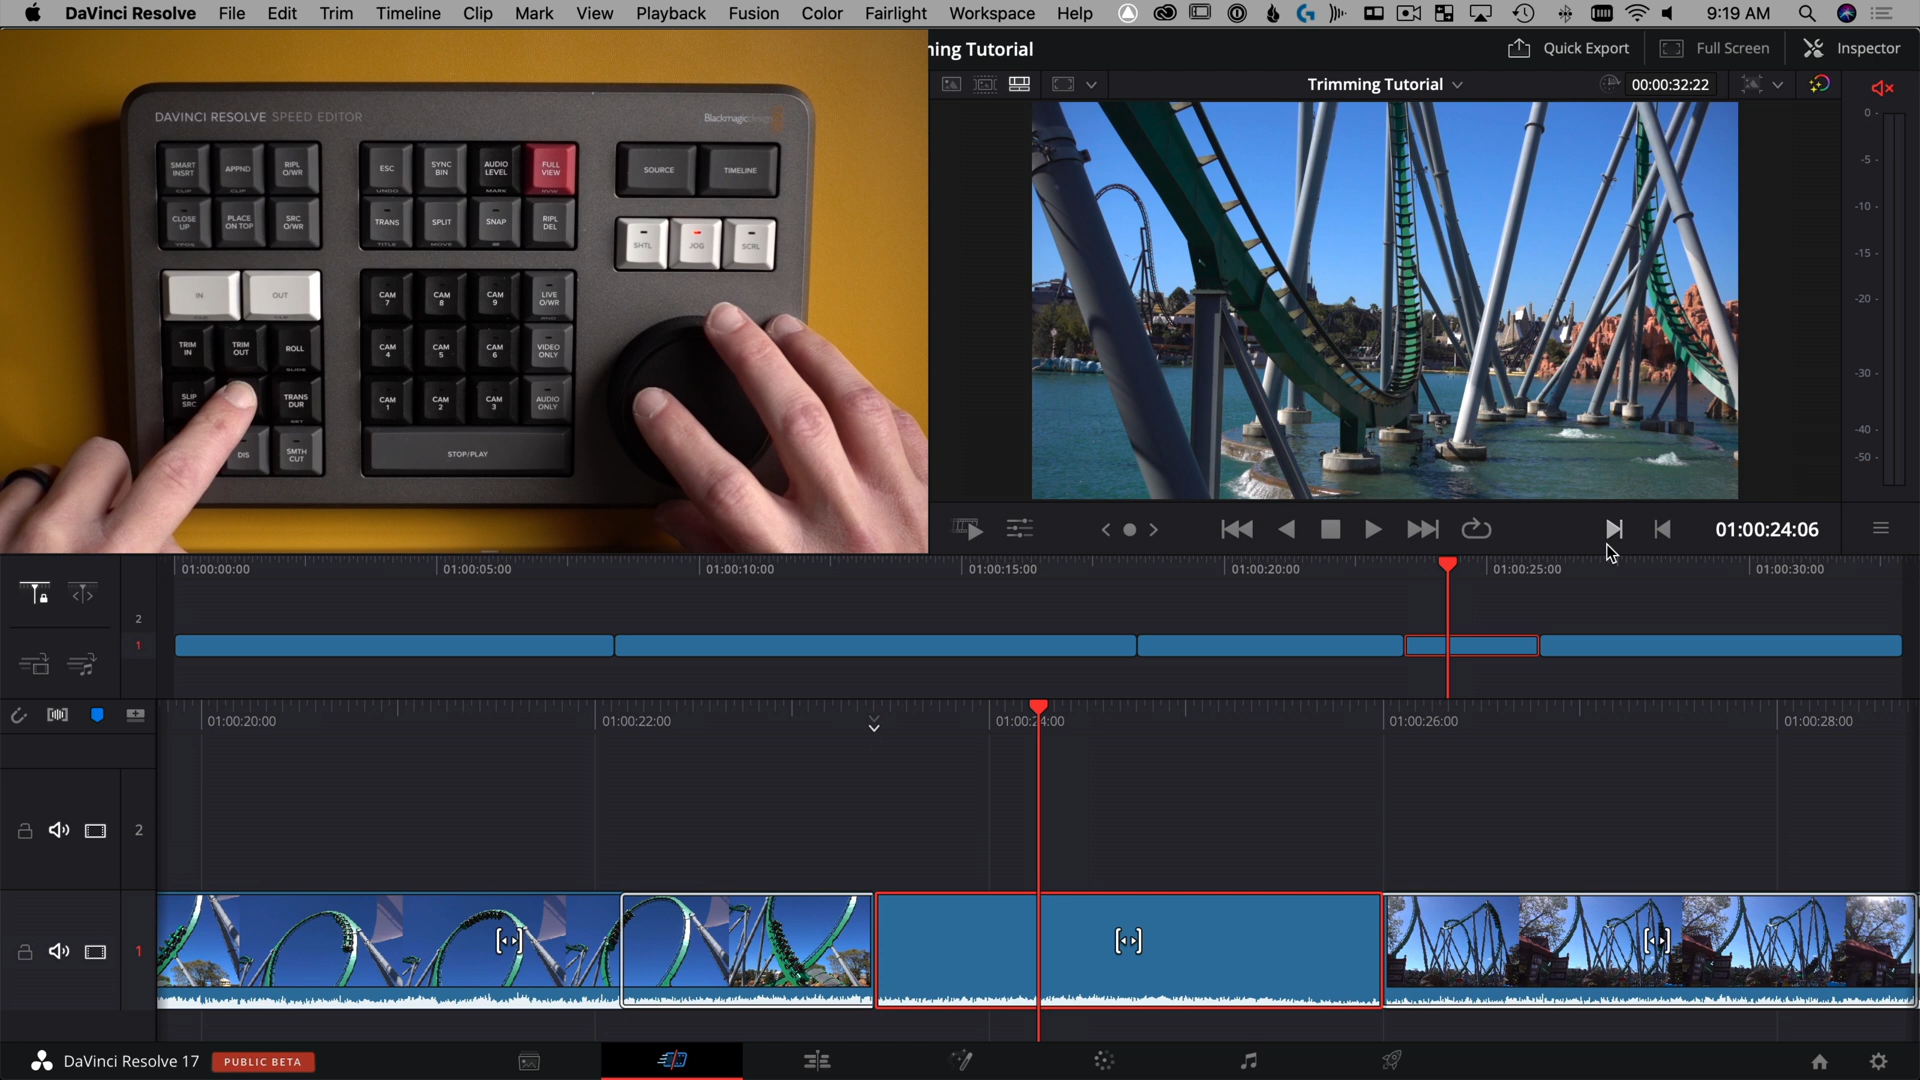 DaVinci Resolve File Edit Trim Timeline Clip Mark View Playback Fusion Color Fairlight Workspace Help 9:19 AM
ning Tutorial
Quick Export Full Screen Inspector
Trimming Tutorial 00:00:32:22
DAVINCI RESOLVE SPEED EDITOR
Blackmagicdesign
SMART INSRT
APPND
RIPL O/WR
ESC
SYNC BIN
AUDIO LEVEL
FULL VIEW
SOURCE
TIMELINE
CLIP
CLIP
UNDO
MARK
CLOSE UP
PLACE ON TOP
SRC O/WR
TRANS
SPLIT
SNAP
RIPL DEL
SHTL
JOG
SCRL
YPOS
TITLE
MOVE
IN
OUT
CAM 7
CAM 8
CAM 9
LIVE O/WR
TRIM IN
TRIM OUT
ROLL
CAM 4
CAM 5
CAM 6
VIDEO ONLY
SLIDE
SLIP SRC
TRANS DUR
CAM 1
CAM 2
CAM 3
AUDIO ONLY
DIS
SMTH CUT
STOP/PLAY
0 -
-5 -
-10 -
-15 -
-20 -
-30 -
-40 -
-50 -
01:00:24:06
01:00:00:00 01:00:05:00 01:00:10:00 01:00:15:00 01:00:20:00 01:00:25:00 01:00:30:00
2
1
01:00:20:00 01:00:22:00 01:00:24:00 01:00:26:00 01:00:28:00
2
1
DaVinci Resolve 17 PUBLIC BETA